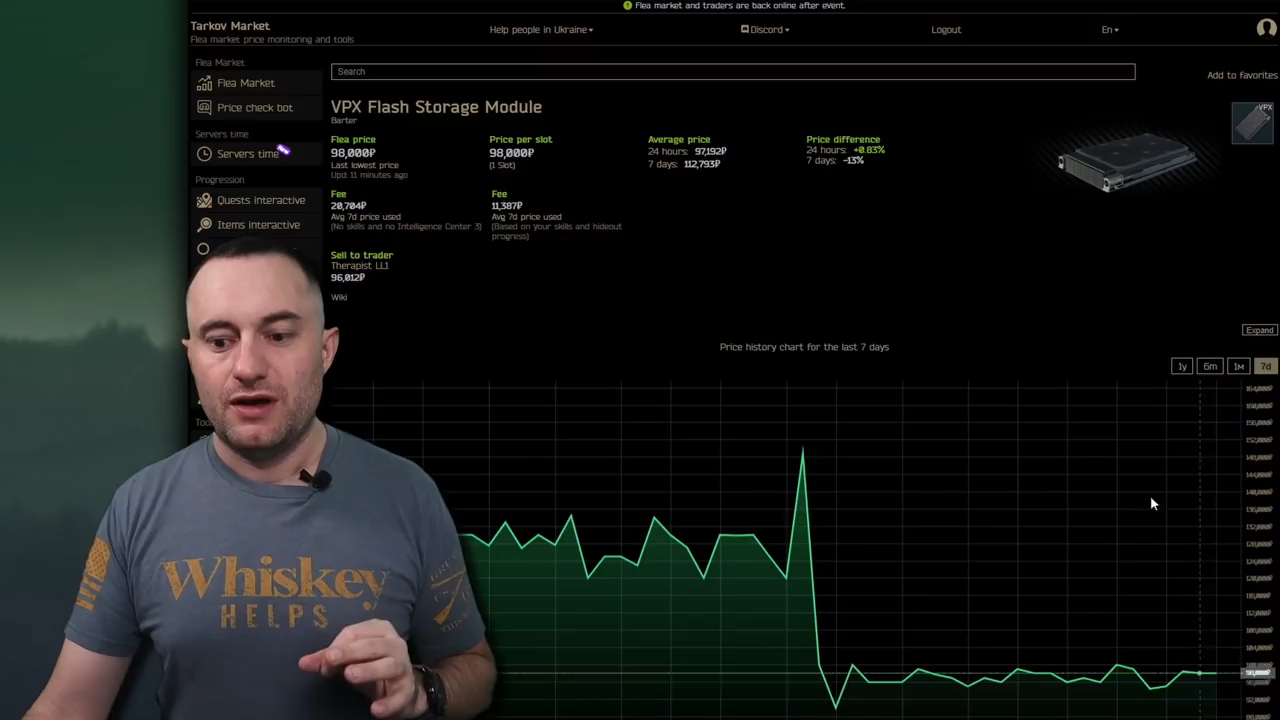 Flea market and traders are back online after event.
Tarkov Market
Flea market price monitoring and tools
Help people in Ukraine
Discord
Logout
En
Flea Market
Flea Market
Price check bot
Servers time
Servers time
Progression
Quests interactive
Items interactive
Search
Add to favorites
VPX Flash Storage Module
Barter
VPX
Flea price
98,000₽
Last lowest price
Upd: 11 minutes ago
Price per slot
98,000₽
(1 Slot)
Average price
24 hours: 97,192₽
7 days: 112,793₽
Price difference
24 hours: +0.83%
7 days: -13%
Fee
20,704₽
Avg 7d price used
(No skills and no Intelligence Center 3)
Fee
11,387₽
Avg 7d price used
(Based on your skills and hideout
progress)
Sell to trader
Therapist LL1
96,012₽
Wiki
Expand
Price history chart for the last 7 days
1y
6m
1м
7d
Whiskey
HELPS